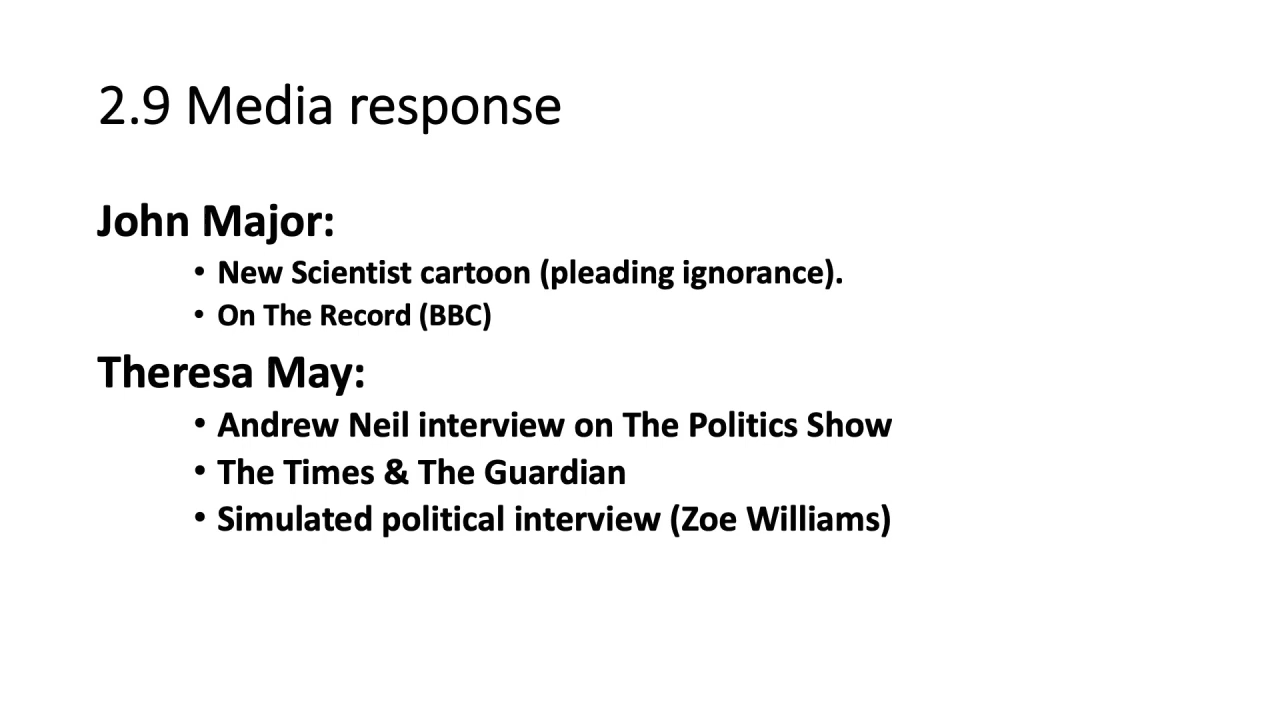 2.9 Media response
John Major:
• New Scientist cartoon (pleading ignorance).
• On The Record (BBC)
Theresa May:
• Andrew Neil interview on The Politics Show
• The Times & The Guardian
• Simulated political interview (Zoe Williams)